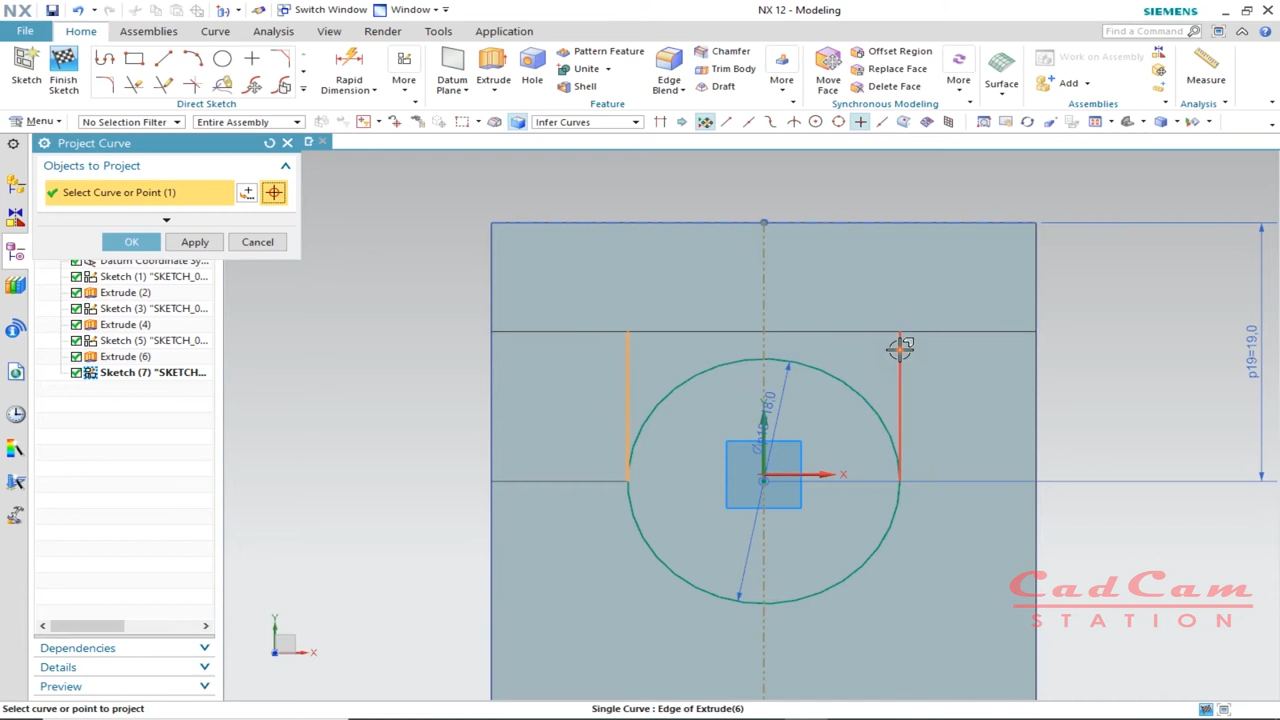 NX
Switch Window
Window
NX 12 - Modeling
SIEMENS
File
Home
Assemblies
Curve
Analysis
View
Render
Tools
Application
Find a Command
Sketch
Finish Sketch
Rapid Dimension
More
Direct Sketch
Datum Plane
Extrude
Hole
Pattern Feature
Unite
Shell
Edge Blend
Chamfer
Trim Body
Draft
More
Feature
Move Face
Offset Region
Replace Face
Delete Face
More
Synchronous Modeling
Surface
Work on Assembly
Add
Assemblies
Measure
Analysis
Menu
No Selection Filter
Entire Assembly
Infer Curves
Project Curve
Objects to Project
Select Curve or Point (1)
OK
Apply
Cancel
Datum Coordinate Sy...
Sketch (1) "SKETCH_0...
Extrude (2)
Sketch (3) "SKETCH_0...
Extrude (4)
Sketch (5) "SKETCH_0...
Extrude (6)
Sketch (7) "SKETCH...
Dependencies
Details
Preview
p19=19,0
X
Y
X
CadCam
STATION
Select curve or point to project
Single Curve : Edge of Extrude(6)